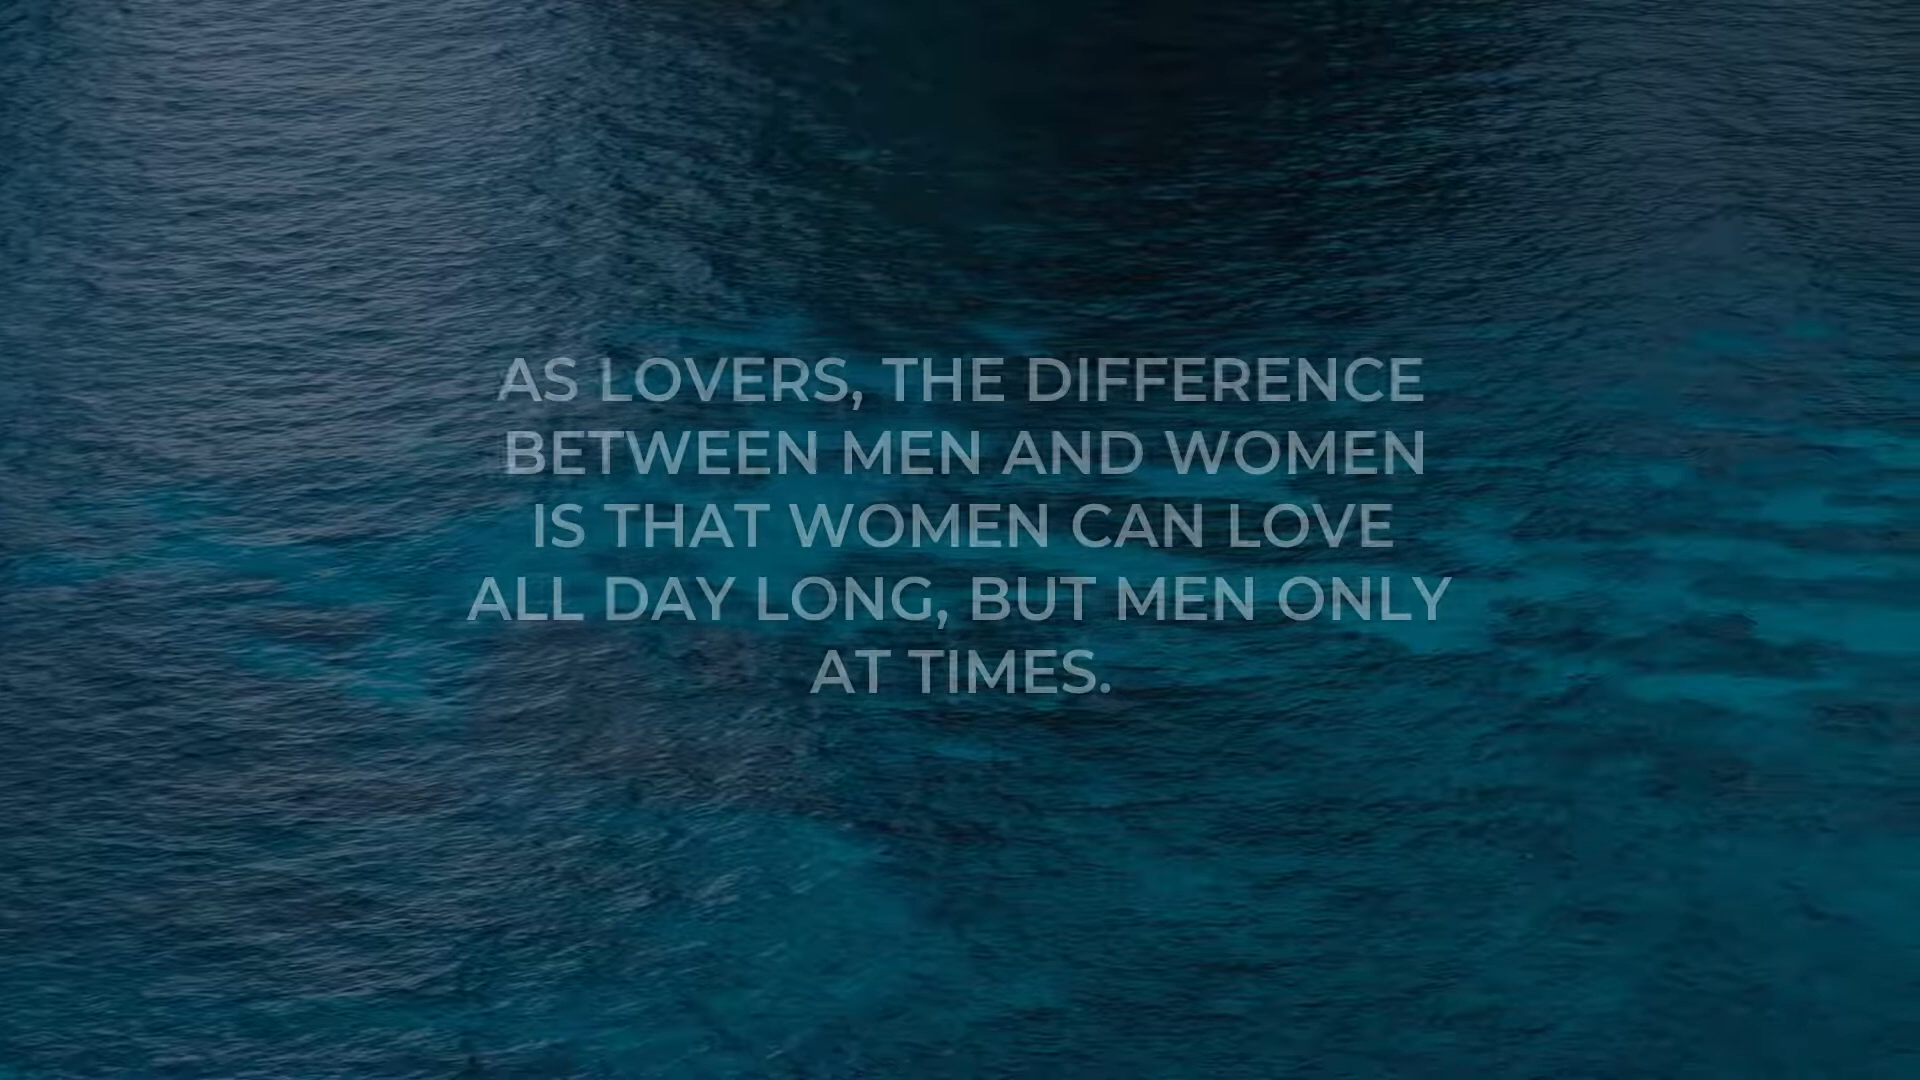 AS LOVERS, THE DIFFERENCE
BETWEEN MEN AND WOMEN
IS THAT WOMEN CAN LOVE
ALL DAY LONG, BUT MEN ONLY
AT TIMES.